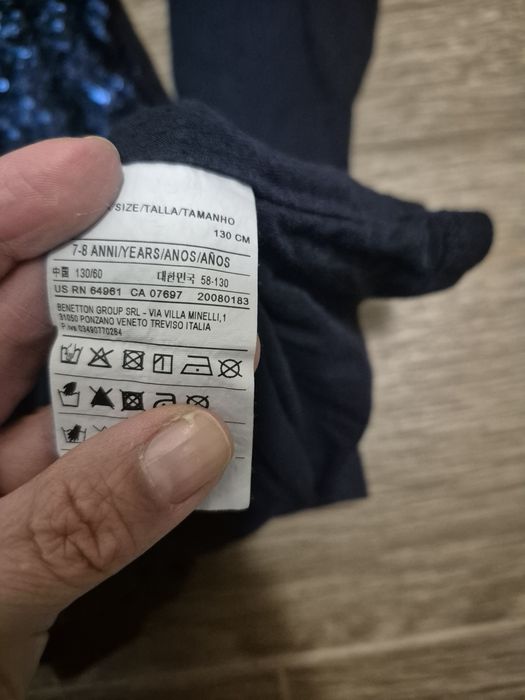 SIZE/TALLA/TAMANHO
130 CM
7-8 ANNI/YEARS/ANOS/AÑOS
中国 130/60 대한민국 58-130
US RN 64961 CA 07697 20080183
BENETTON GROUP SRL - VIA VILLA MINELLI,1
31050 PONZANO VENETO TREVISO ITALIA
P.iva 03490770264